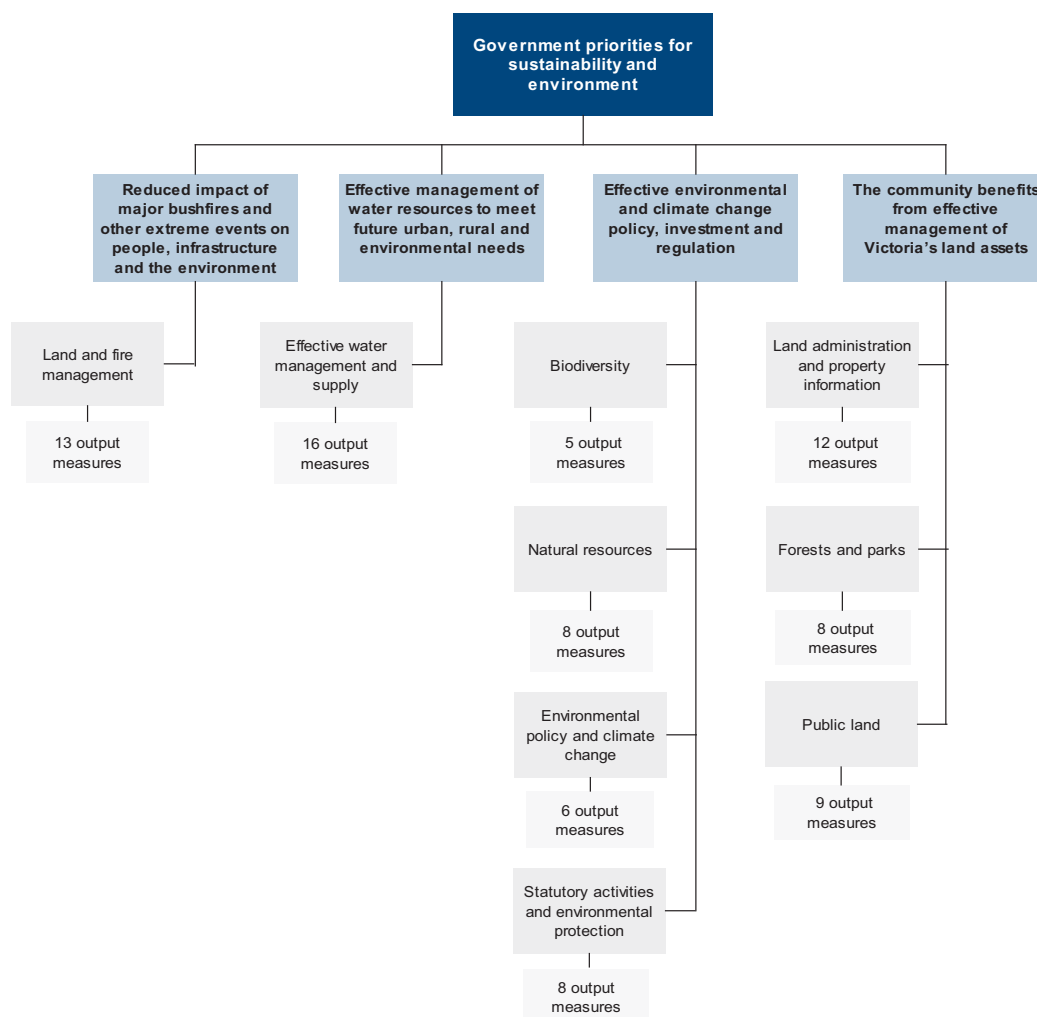 Government priorities for
sustainability and
environment
Reduced impact of
major bushfires and
other extreme events on
people, infrastructure
and the environment
Effective management of
water resources to meet
future urban, rural and
environmental needs
Effective environmental
and climate change
policy, investment and
regulation
The community benefits
from effective
management of
Victoria's land assets
Land and fire
management
13 output
measures
Effective water
management and
supply
16 output
measures
Biodiversity
5 output
measures
Natural resources
8 output
measures
Environmental
policy and climate
change
6 output
measures
Statutory activities
and environmental
protection
8 output
measures
Land administration
and property
information
12 output
measures
Forests and parks
8 output
measures
Public land
9 output
measures